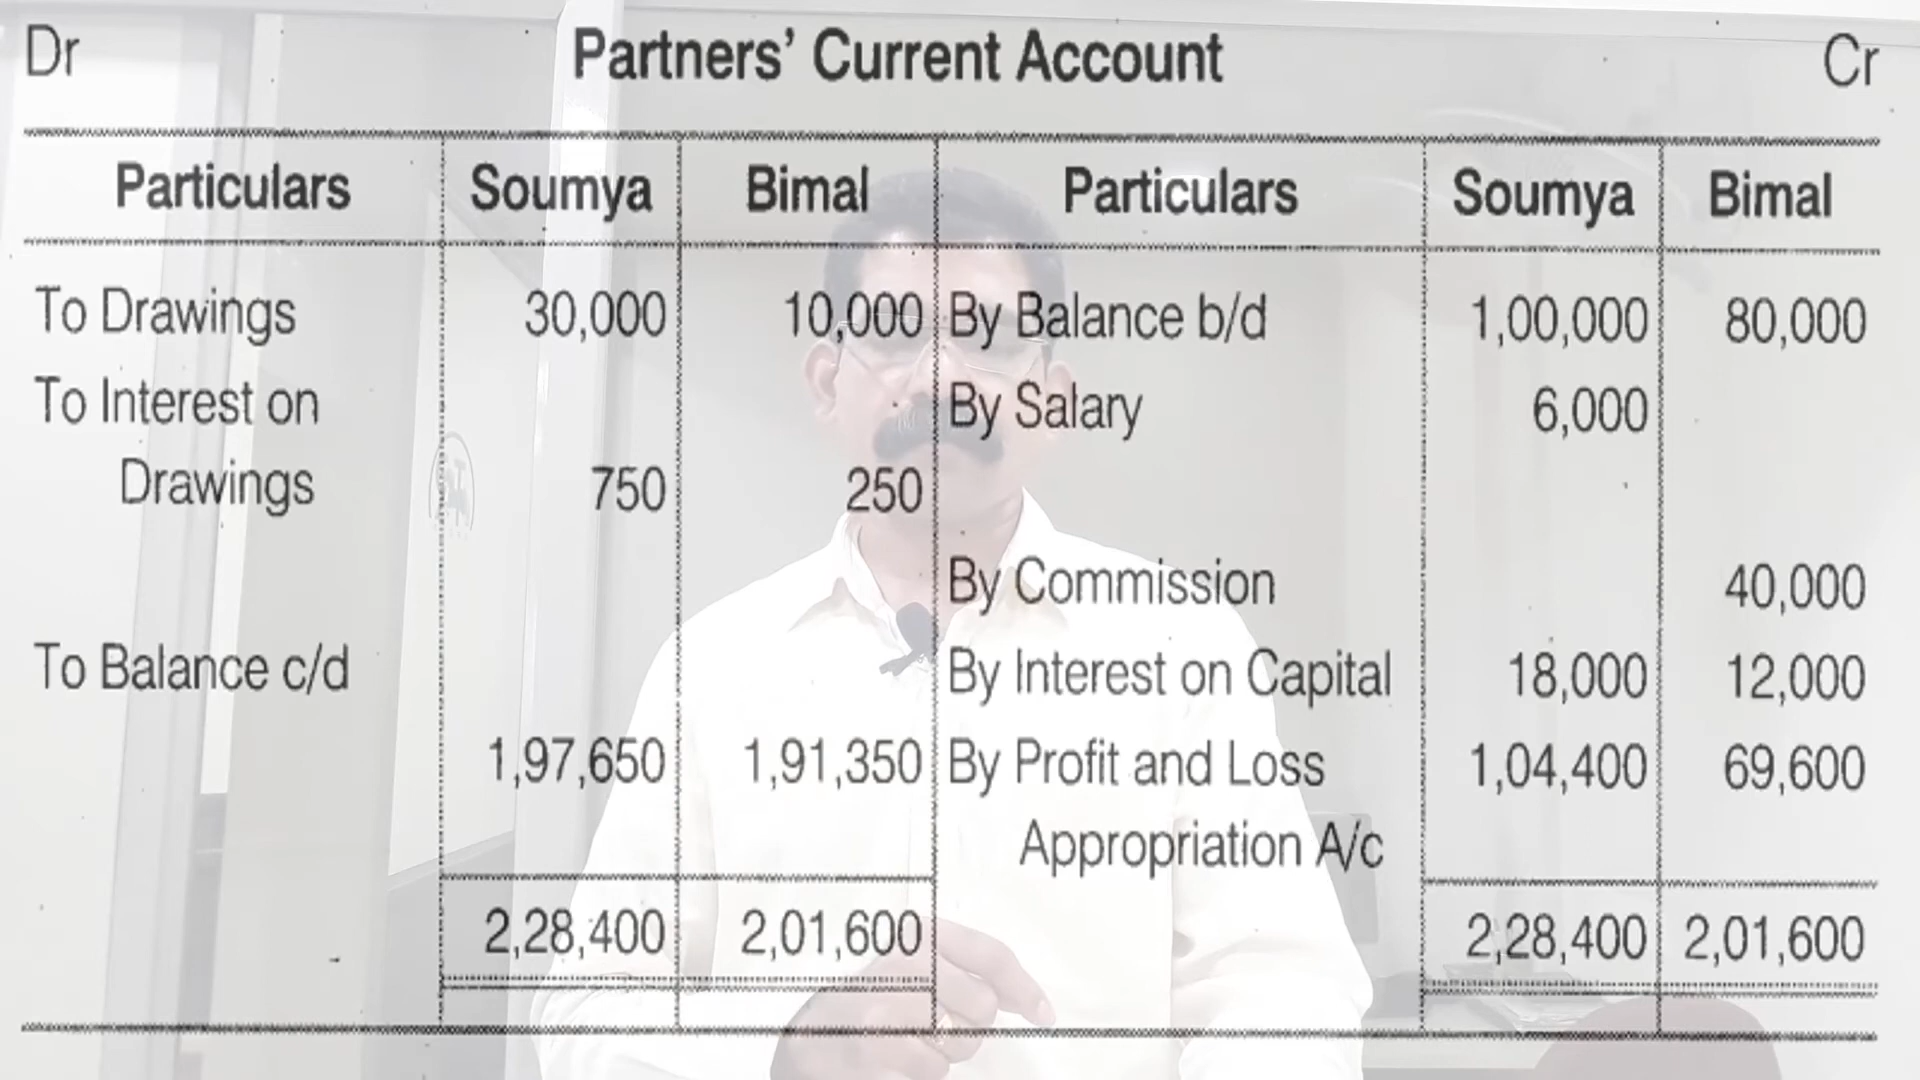 Dr Partners' Current Account Cr
Particulars Soumya Bimal Particulars Soumya Bimal
To Drawings 30,000 10,000 By Balance b/d 1,00,000 80,000
To Interest on By Salary 6,000
Drawings 750 250
By Commission 40,000
To Balance c/d By Interest on Capital 18,000 12,000
1,97,650 1,91,350 By Profit and Loss 1,04,400 69,600
Appropriation A/c
2,28,400 2,01,600 2,28,400 2,01,600